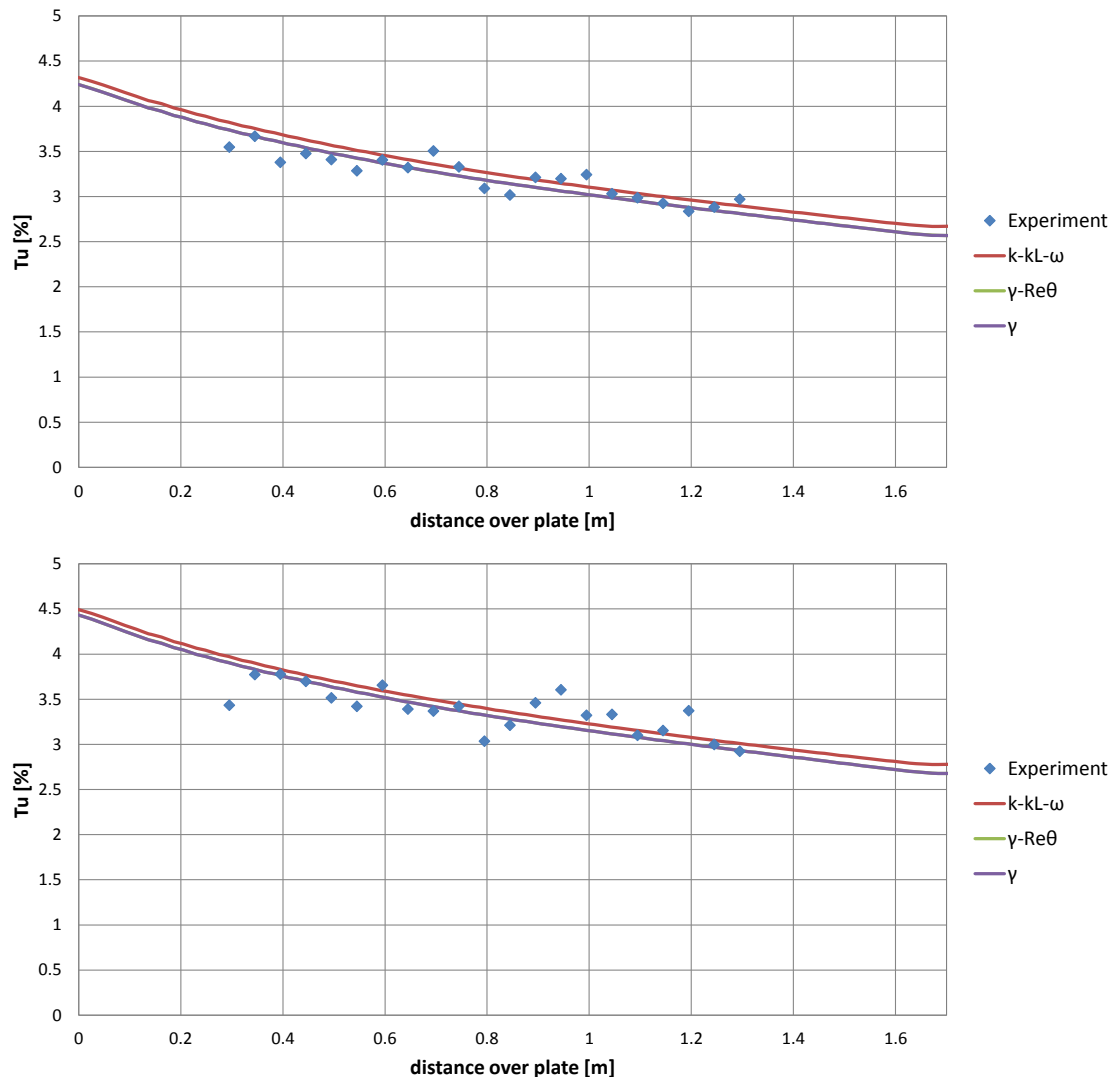 5
4.5
4
3.5
3
2.5
2
1.5
1
0.5
0
Tu [%]
0 0.2 0.4 0.6 0.8 1 1.2 1.4 1.6
distance over plate [m]
Experiment
k-kL-ω
γ-Reθ
γ
5
4.5
4
3.5
3
2.5
2
1.5
1
0.5
0
Tu [%]
0 0.2 0.4 0.6 0.8 1 1.2 1.4 1.6
distance over plate [m]
Experiment
k-kL-ω
γ-Reθ
γ